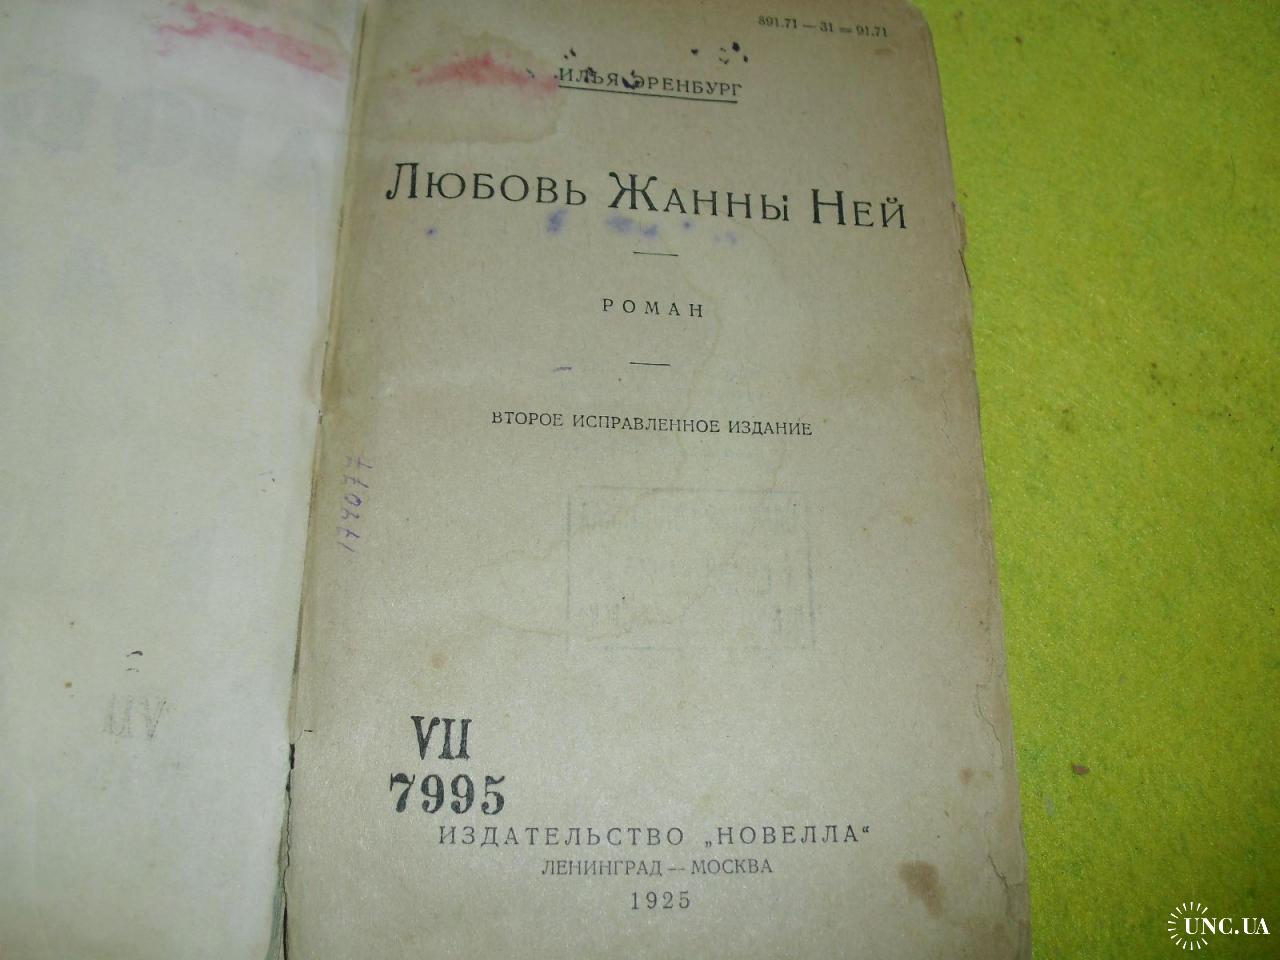 891.71 — 31 = 91.71
ИЛЬЯ ЭРЕНБУРГ
ЛЮБОВЬ ЖАННЫ НЕЙ
РОМАН
ВТОРОЕ ИСПРАВЛЕННОЕ ИЗДАНИЕ
VII
7995
ИЗДАТЕЛЬСТВО „НОВЕЛЛА“
ЛЕНИНГРАД — МОСКВА
1925
UNC.UA